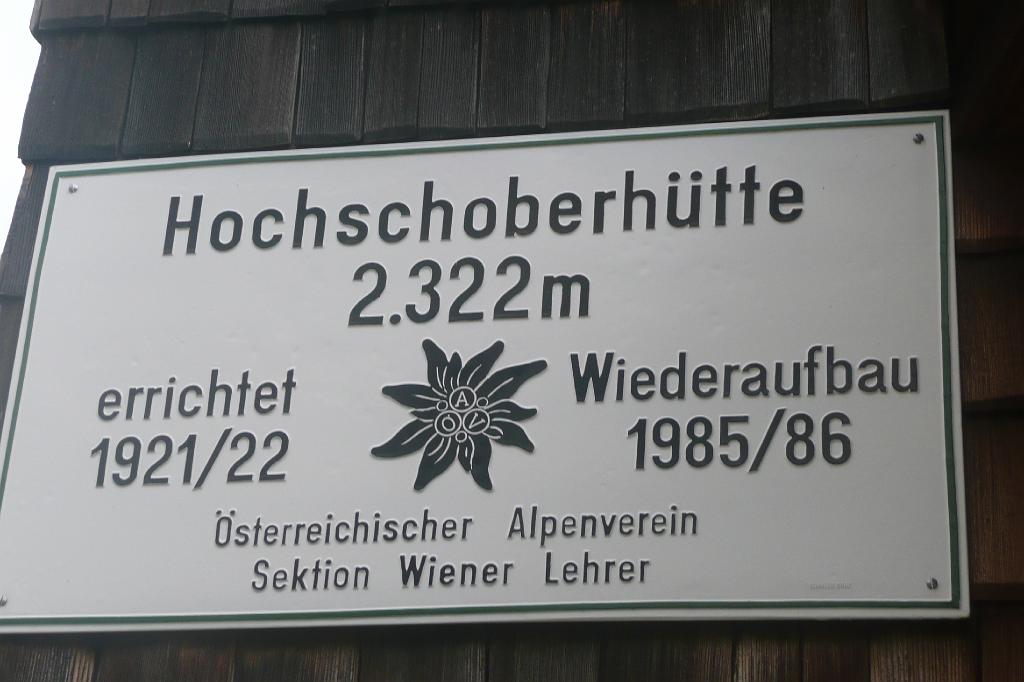 Hochschoberhütte
2.322m
errichtet
1921/22
Wiederaufbau
1985/86
Österreichischer Alpenverein
Sektion Wiener Lehrer